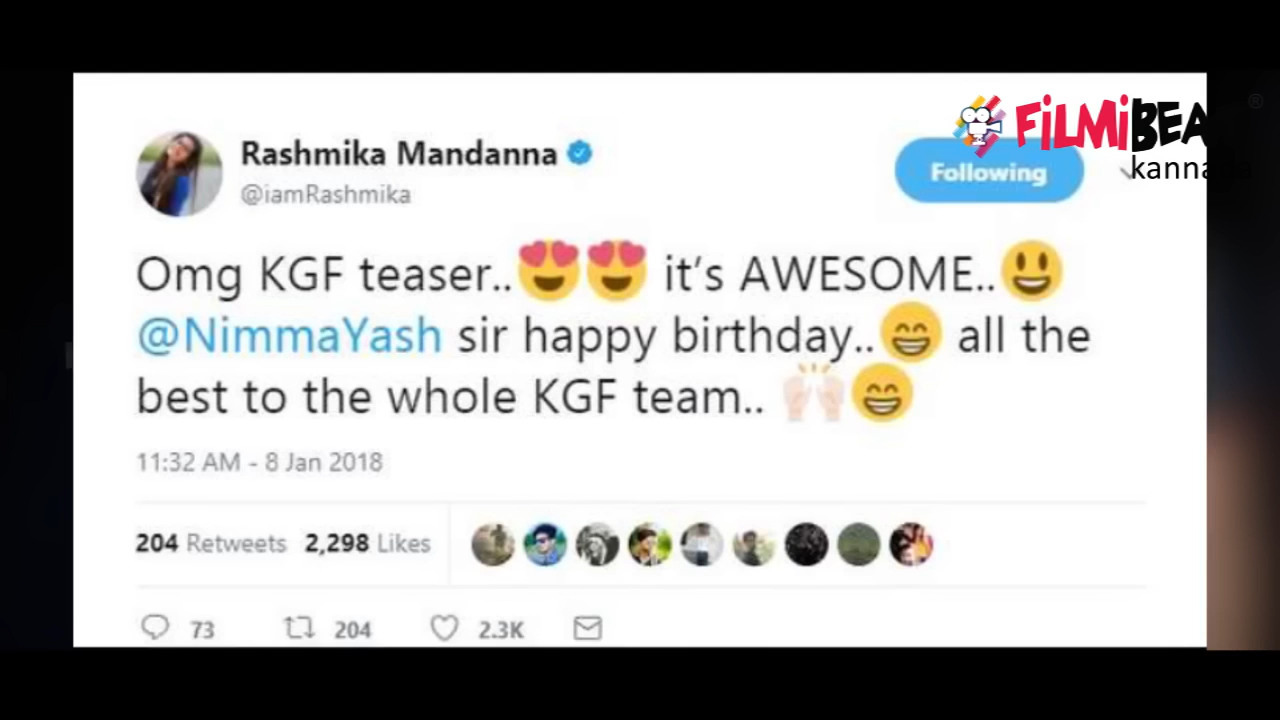 FiLMiBEA
kanna
Rashmika Mandanna
@iamRashmika
Following
Omg KGF teaser..😍😍 it's AWESOME..😃
@NimmaYash sir happy birthday..😁 all the
best to the whole KGF team.. 🙌🏻😁
11:32 AM - 8 Jan 2018
204 Retweets 2,298 Likes
73 204 2.3K